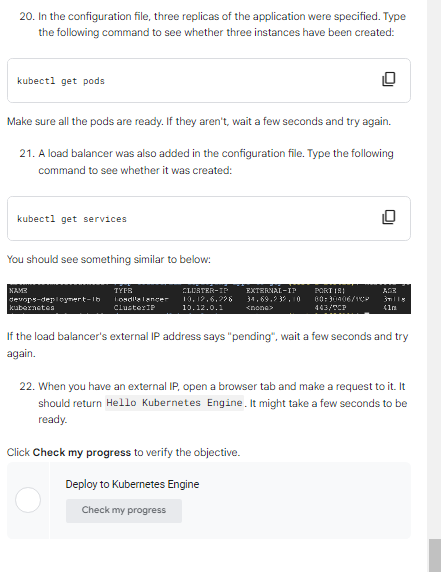 20. In the configuration file, three replicas of the application were specified. Type
the following command to see whether three instances have been created:
kubectl get pods
Make sure all the pods are ready. If they aren't, wait a few seconds and try again.
21. A load balancer was also added in the configuration file. Type the following
command to see whether it was created:
kubectl get services
You should see something similar to below:
NAME TYPE CLUSTER-IP EXTERNAL-IP PORT(S) AGE
devops-deployment-lb LoadBalancer 10.12.6.226 34.69.232.10 80:30406/TCP
kubernetes ClusterIP 10.12.0.1 <none> 443/TCP 41m
If the load balancer's external IP address says "pending", wait a few seconds and try
again.
22. When you have an external IP, open a browser tab and make a request to it. It
should return Hello Kubernetes Engine. It might take a few seconds to be
ready.
Click Check my progress to verify the objective.
Deploy to Kubernetes Engine
Check my progress